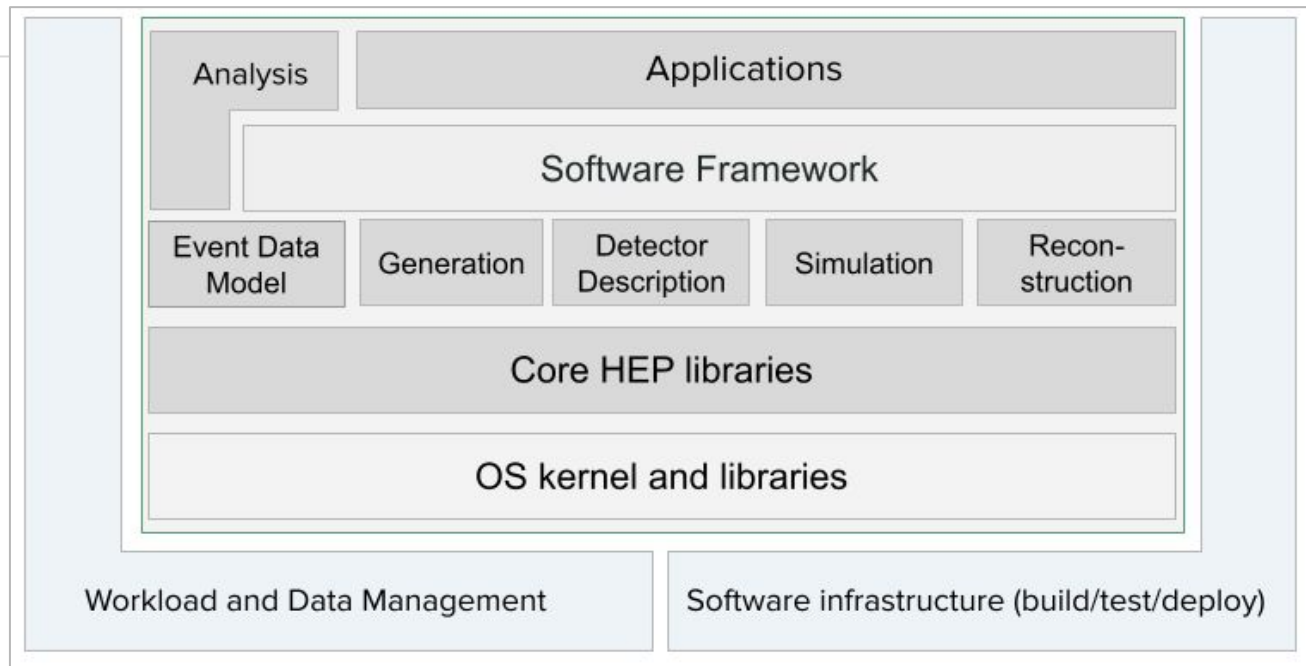 Analysis
Applications
Software Framework
Event Data
Model
Generation
Detector
Description
Simulation
Recon-
struction
Core HEP libraries
OS kernel and libraries
Workload and Data Management
Software infrastructure (build/test/deploy)